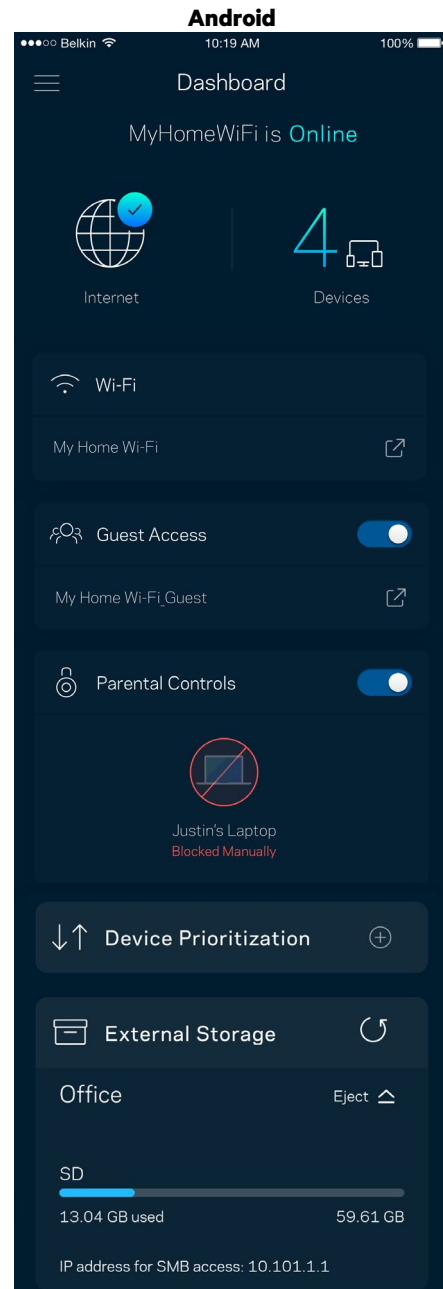 Android
Belkin 10:19 AM 100%
Dashboard
MyHomeWiFi is Online
4
Internet Devices
Wi-Fi
My Home Wi-Fi
Guest Access
My Home Wi-Fi_Guest
Parental Controls
Justin's Laptop
Blocked Manually
Device Prioritization
External Storage
Office Eject
SD
13.04 GB used 59.61 GB
IP address for SMB access: 10.101.1.1